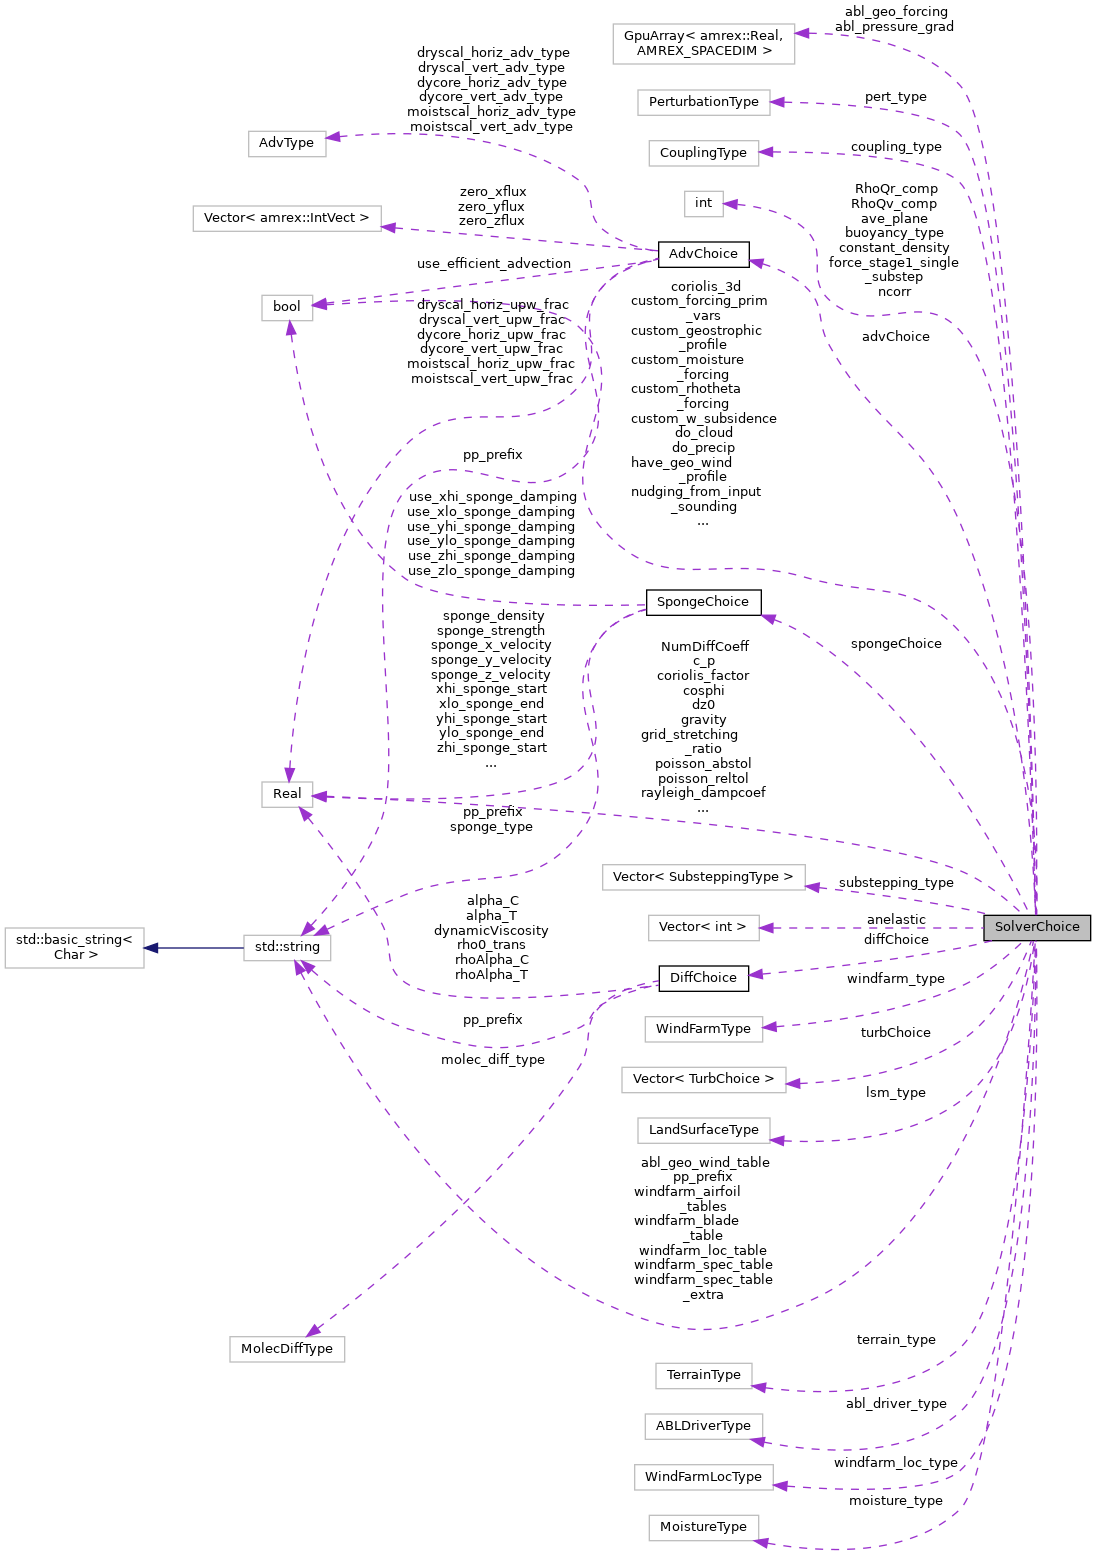 abl_geo_forcing
abl_pressure_grad
GpuArray< amrex::Real,
AMREX_SPACEDIM >
dryscal_horiz_adv_type
dryscal_vert_adv_type
dycore_horiz_adv_type
dycore_vert_adv_type
moistscal_horiz_adv_type
moistscal_vert_adv_type
PerturbationType
pert_type
AdvType
CouplingType
coupling_type
int
RhoQr_comp
RhoQv_comp
ave_plane
buoyancy_type
constant_density
force_stage1_single
_substep
ncorr
zero_xflux
zero_yflux
zero_zflux
Vector< amrex::IntVect >
AdvChoice
use_efficient_advection
bool
dryscal_horiz_upw_frac
dryscal_vert_upw_frac
dycore_horiz_upw_frac
dycore_vert_upw_frac
moistscal_horiz_upw_frac
moistscal_vert_upw_frac
coriolis_3d
custom_forcing_prim
_vars
custom_geostrophic
_profile
custom_moisture
_forcing
custom_rhotheta
_forcing
custom_w_subsidence
do_cloud
do_precip
have_geo_wind
_profile
nudging_from_input
_sounding
...
advChoice
pp_prefix
use_xhi_sponge_damping
use_xlo_sponge_damping
use_yhi_sponge_damping
use_ylo_sponge_damping
use_zhi_sponge_damping
use_zlo_sponge_damping
SpongeChoice
sponge_density
sponge_strength
sponge_x_velocity
sponge_y_velocity
sponge_z_velocity
xhi_sponge_start
xlo_sponge_end
yhi_sponge_start
ylo_sponge_end
zhi_sponge_start
...
NumDiffCoeff
c_p
coriolis_factor
cosphi
dz0
gravity
grid_stretching
_ratio
poisson_abstol
poisson_reltol
rayleigh_dampcoef
...
spongeChoice
Real
pp_prefix
sponge_type
Vector< SubsteppingType >
substepping_type
alpha_C
alpha_T
dynamicViscosity
rho0_trans
rhoAlpha_C
rhoAlpha_T
Vector< int >
anelastic
SolverChoice
std::basic_string<
Char >
std::string
diffChoice
DiffChoice
windfarm_type
pp_prefix
WindFarmType
turbChoice
molec_diff_type
Vector< TurbChoice >
lsm_type
LandSurfaceType
abl_geo_wind_table
pp_prefix
windfarm_airfoil
_tables
windfarm_blade
_table
windfarm_loc_table
windfarm_spec_table
windfarm_spec_table
_extra
MolecDiffType
terrain_type
TerrainType
abl_driver_type
ABLDriverType
windfarm_loc_type
WindFarmLocType
moisture_type
MoistureType